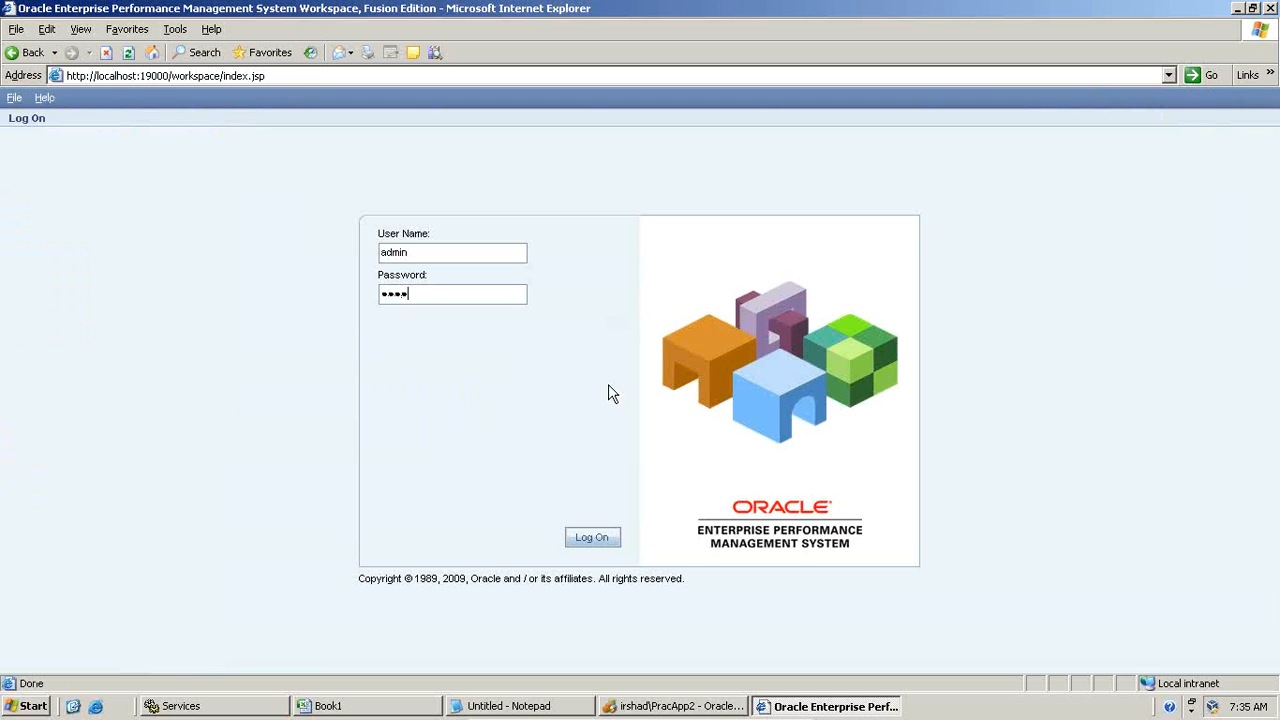 Oracle Enterprise Performance Management System Workspace, Fusion Edition - Microsoft Internet Explorer
File Edit View Favorites Tools Help
Back Search Favorites
Address http://localhost:19000/workspace/index.jsp Go Links »
File Help
Log On
User Name:
admin
Password:
Log On
ORACLE
ENTERPRISE PERFORMANCE
MANAGEMENT SYSTEM
Copyright © 1989, 2009, Oracle and / or its affiliates. All rights reserved.
Done Local intranet
Start Services Book1 Untitled - Notepad irshad\PracApp2 - Oracle... Oracle Enterprise Perf... 7:35 AM